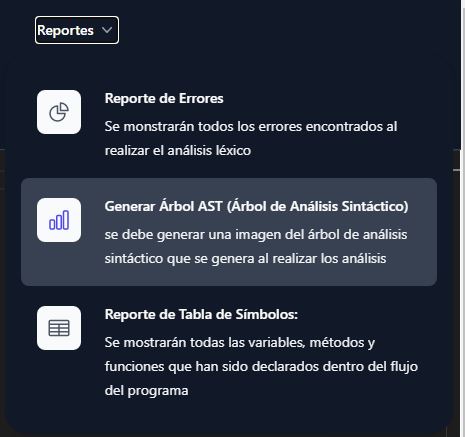 Reportes
Reporte de Errores
Se monstrarán todos los errores encontrados al
realizar el análisis léxico
Generar Árbol AST (Árbol de Análisis Sintáctico)
se debe generar una imagen del árbol de análisis
sintáctico que se genera al realizar los análisis
Reporte de Tabla de Símbolos:
Se mostrarán todas las variables, métodos y
funciones que han sido declarados dentro del flujo
del programa